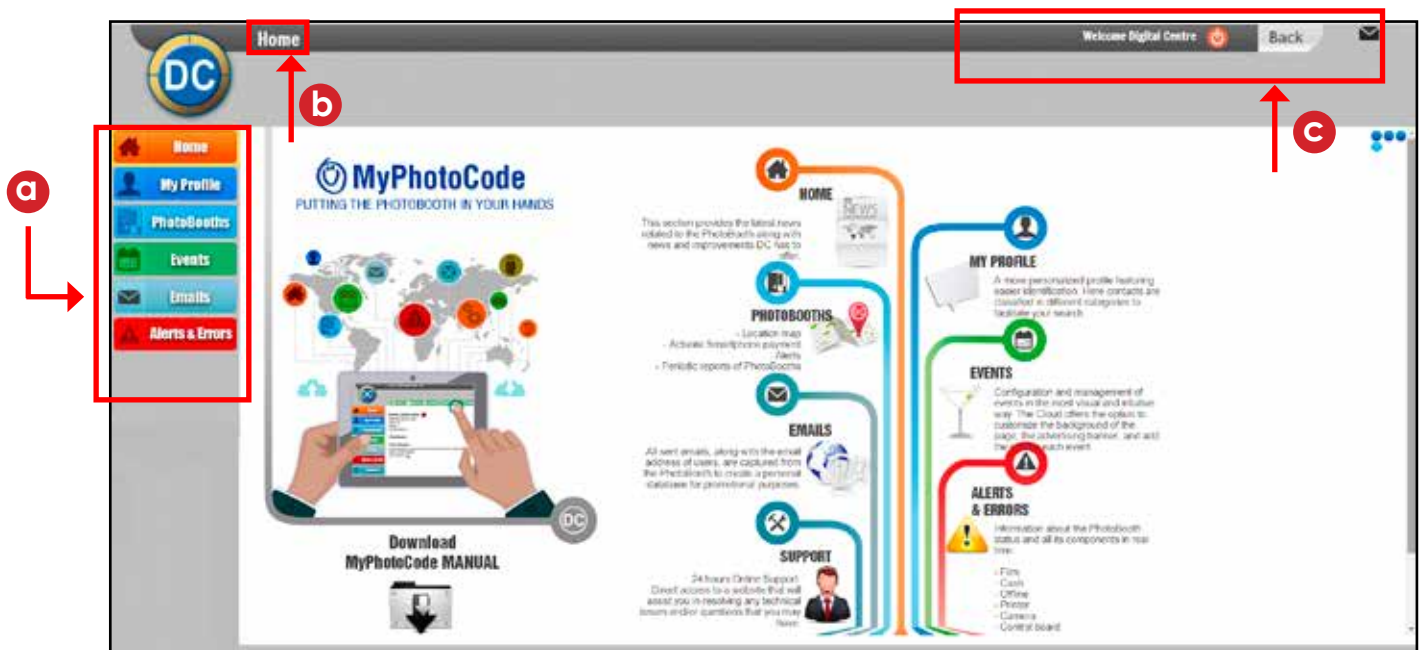 Home
Welcome Digital Centre
Back
DC
b
c
a
Home
My Profile
PhotoBooths
Events
Emails
Alerts & Errors
MyPhotoCode
PUTTING THE PHOTOBOOTH IN YOUR HANDS
DC
Download
MyPhotoCode MANUAL
HOME
NEWS
This section provides the latest news
related to the PhotoBooth along with
news and improvements DC has to
PHOTOBOOTHS
- Location map
- Activate Smartphone payment
Alerts
- Periodic reports of PhotoBooths
EMAILS
All sent emails, along with the email
address of users, are captured from
the PhotoBooth to create a personal
database for promotional purposes.
SUPPORT
24 hours Online Support
Direct access to a website that will
assist you in resolving any technical
issues and/or questions that you may
have.
MY PROFILE
A more personalized profile featuring
easier identification. Here contacts are
classified in different categories to
facilitate your search.
EVENTS
Configuration and management of
events in the most visual and intuitive
way. The Cloud offers the option to
customize the background of the
page, the advertising banner, and add
each event.
ALERTS
& ERRORS
Information about the PhotoBooth
status and all its components in real
time:
- Film
- Cash
- Offline
- Printer
- Camera
- Control board